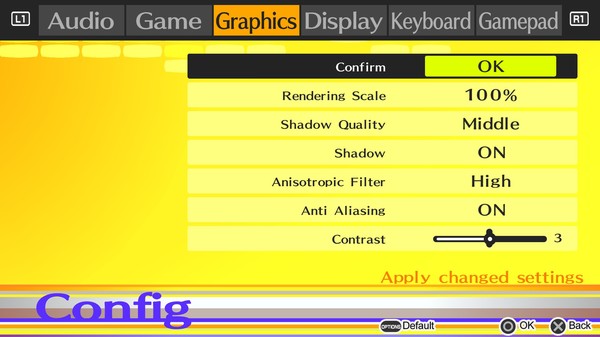 L1 Audio Game Graphics Display Keyboard Gamepad R1
Confirm OK
Rendering Scale 100%
Shadow Quality Middle
Shadow ON
Anisotropic Filter High
Anti Aliasing ON
Contrast 3
Apply changed settings
Config
OPTIONS Default OK Back